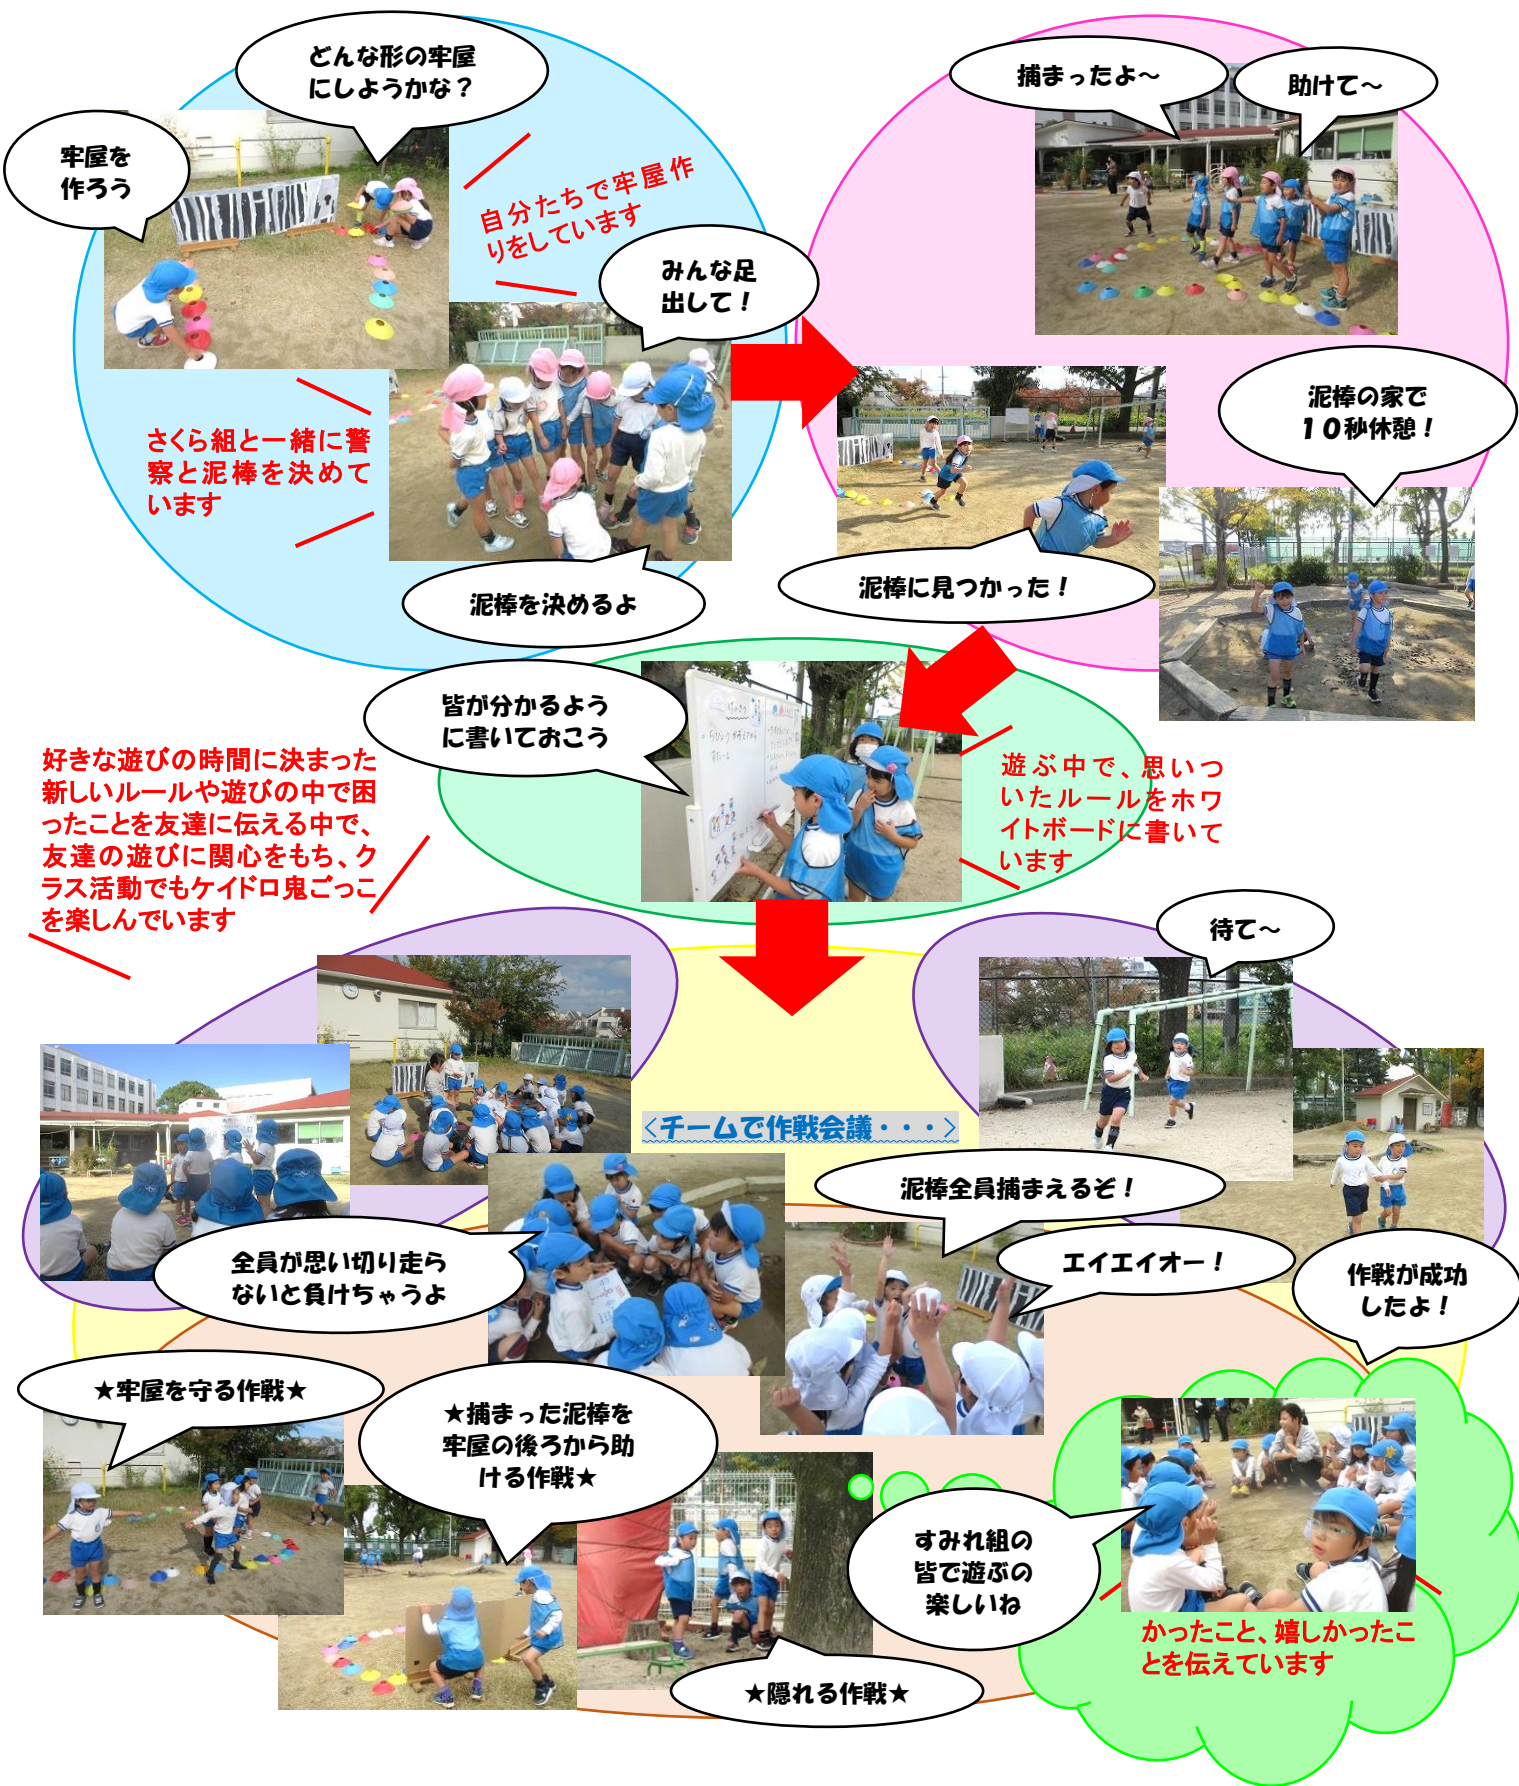 どんな形の牢屋
にしようかな？
牢屋を
作ろう
自分たちで牢屋作
りをしています
みんな足
出して！
さくら組と一緒に警
察と泥棒を決めて
います
泥棒を決めるよ
捕まったよ～
助けて～
泥棒の家で
１０秒休憩！
泥棒に見つかった！
皆が分かるよう
に書いておこう
遊ぶ中で、思いつ
いたルールをホワ
イトボードに書いて
います
好きな遊びの時間に決まった
新しいルールや遊びの中で困
ったことを友達に伝える中で、
友達の遊びに関心をもち、ク
ラス活動でもケイドロ鬼ごっこ
を楽しんでいます
待て～
<チームで作戦会議・・・>
泥棒全員捕まえるぞ！
エイエイオー！
全員が思い切り走ら
ないと負けちゃうよ
作戦が成功
したよ！
★牢屋を守る作戦★
★捕まった泥棒を
牢屋の後ろから助
ける作戦★
★隠れる作戦★
すみれ組の
皆で遊ぶの
楽しいね
かったこと、嬉しかったこ
とを伝えています